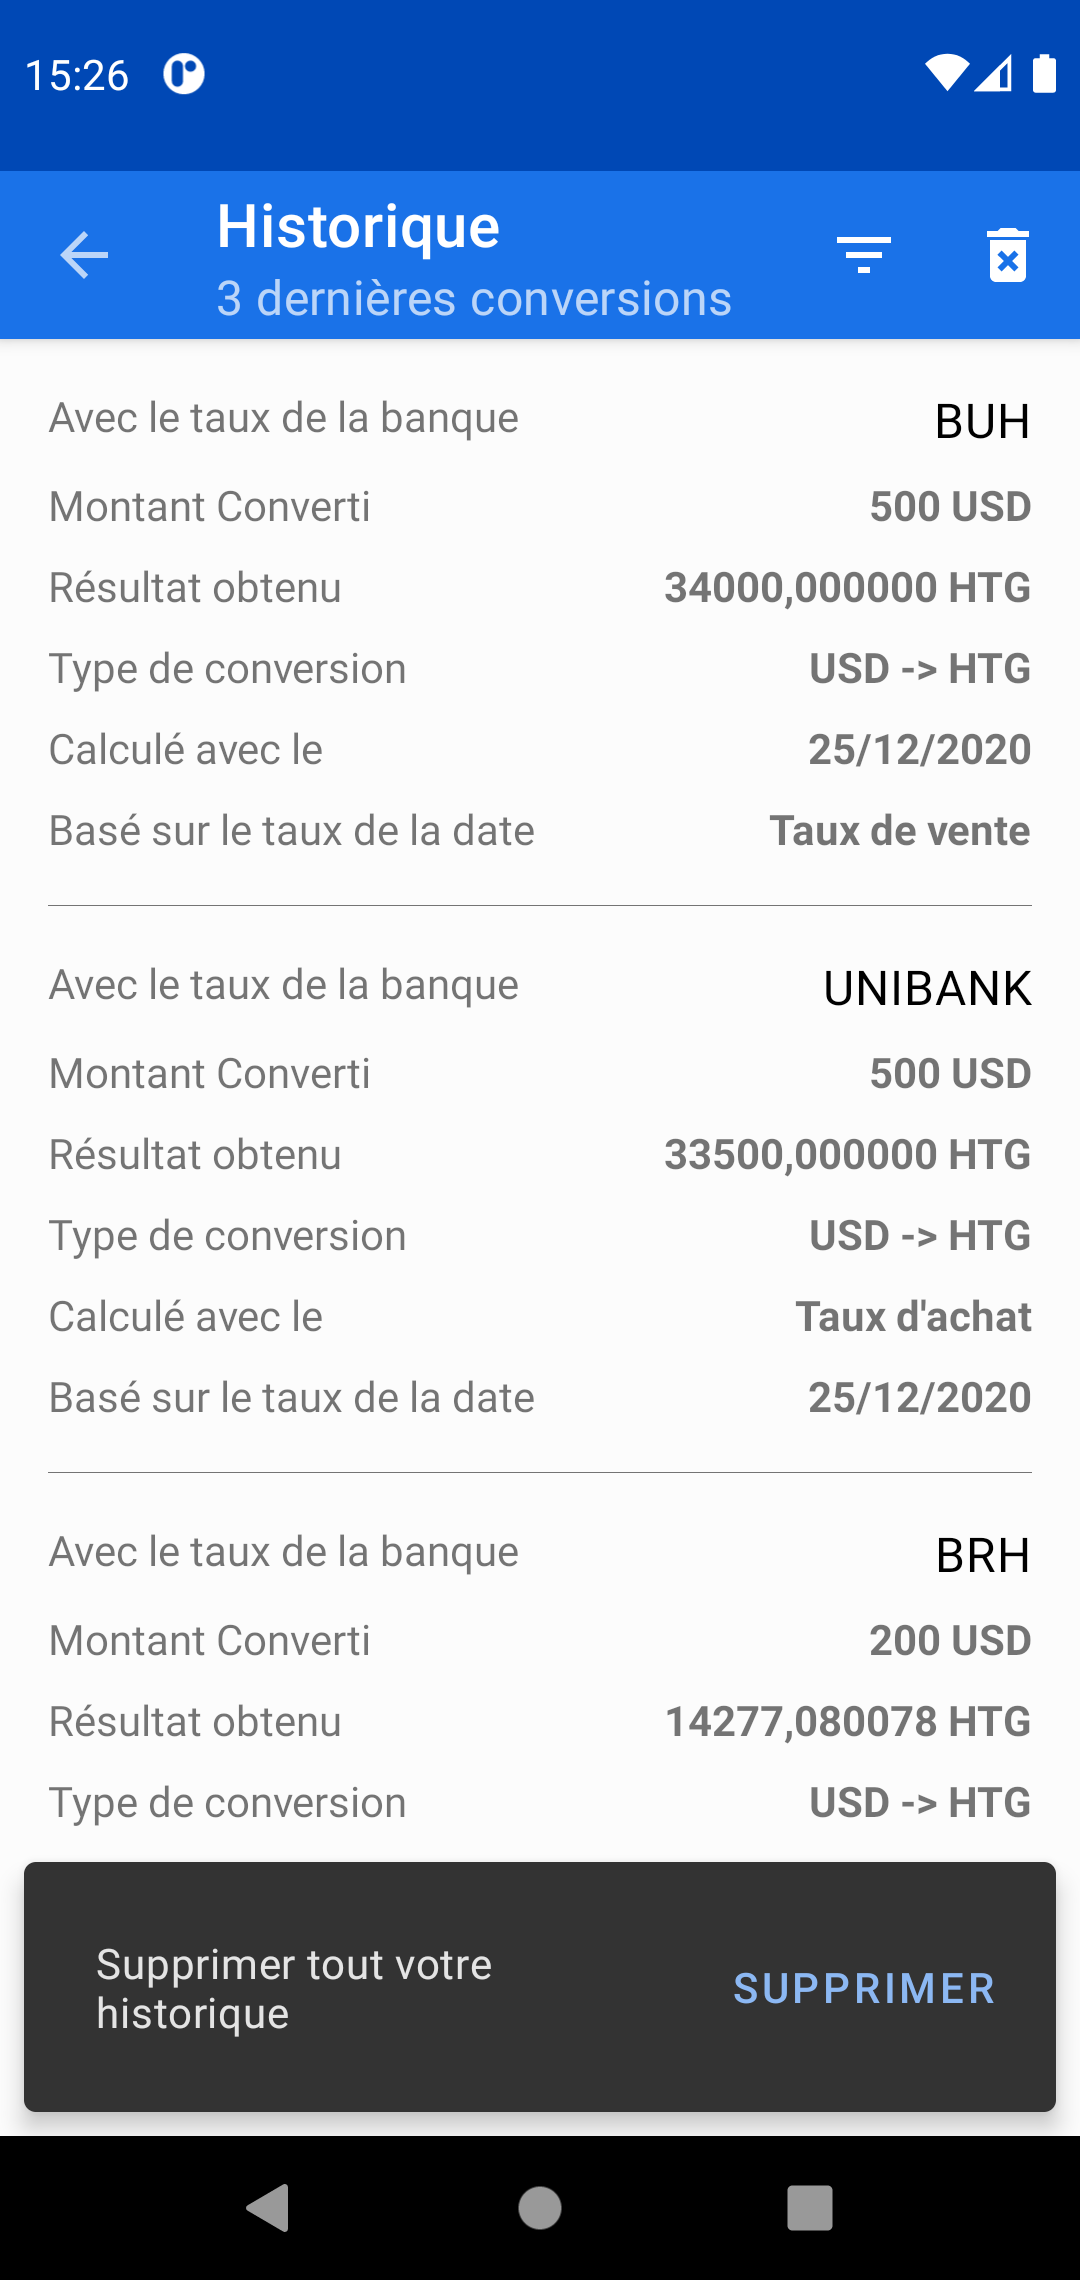 15:26
Historique
3 dernières conversions
Avec le taux de la banque BUH
Montant Converti 500 USD
Résultat obtenu 34000,000000 HTG
Type de conversion USD -> HTG
Calculé avec le 25/12/2020
Basé sur le taux de la date Taux de vente
Avec le taux de la banque UNIBANK
Montant Converti 500 USD
Résultat obtenu 33500,000000 HTG
Type de conversion USD -> HTG
Calculé avec le Taux d'achat
Basé sur le taux de la date 25/12/2020
Avec le taux de la banque BRH
Montant Converti 200 USD
Résultat obtenu 14277,080078 HTG
Type de conversion USD -> HTG
Supprimer tout votre
historique
SUPPRIMER